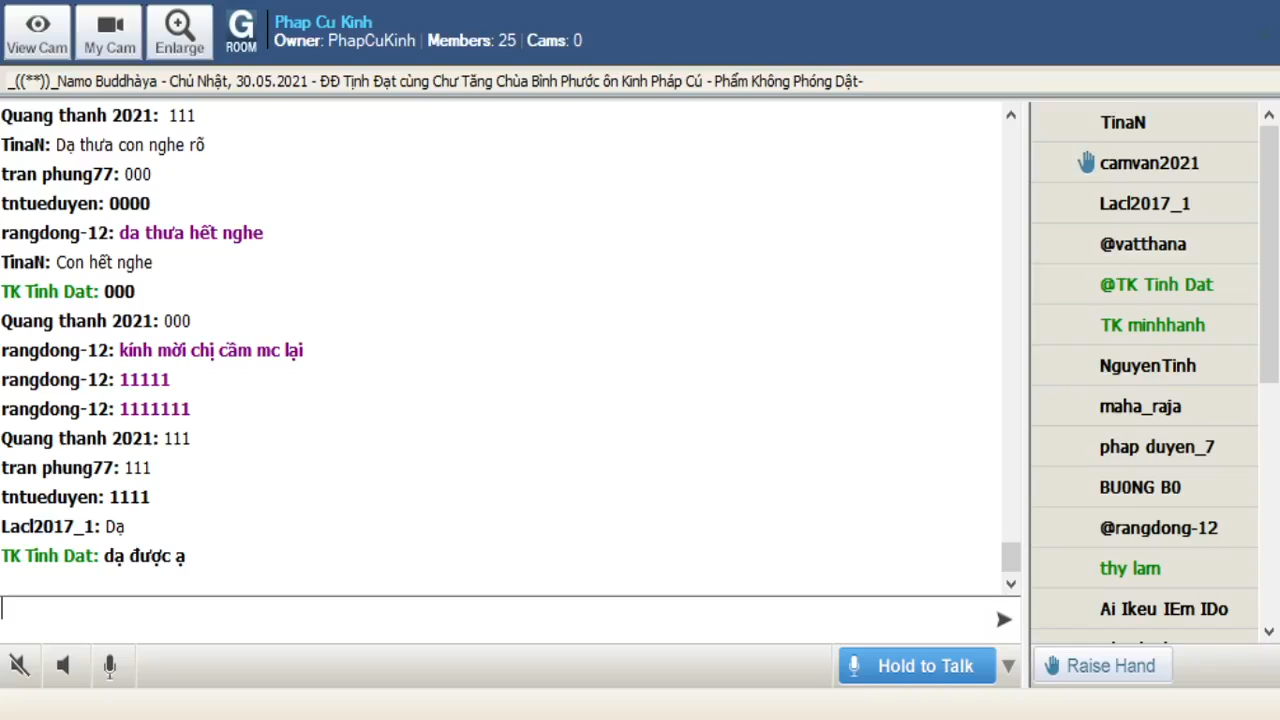 View Cam
My Cam
Enlarge
G
ROOM
Phap Cu Kinh
Owner: PhapCuKinh | Members: 25 | Cams: 0
_((**))_Namo Buddhàya - Chủ Nhật, 30.05.2021 - ĐĐ Tịnh Đạt cùng Chư Tăng Chùa Bình Phước ôn Kinh Pháp Cú - Phẩm Không Phóng Dật-
Quang thanh 2021: 111
TinaN: Dạ thưa con nghe rõ
tran phung77: 000
tntueduyen: 0000
rangdong-12: da thưa hết nghe
TinaN: Con hết nghe
TK Tinh Dat: 000
Quang thanh 2021: 000
rangdong-12: kính mời chị cầm mc lại
rangdong-12: 11111
rangdong-12: 1111111
Quang thanh 2021: 111
tran phung77: 111
tntueduyen: 1111
Lacl2017_1: Dạ
TK Tinh Dat: dạ được ạ
TinaN
camvan2021
Lacl2017_1
@vatthana
@TK Tinh Dat
TK minhhanh
NguyenTinh
maha_raja
phap duyen_7
BU0NG B0
@rangdong-12
thy lam
Ai Ikeu IEm IDo
Hold to Talk
Raise Hand